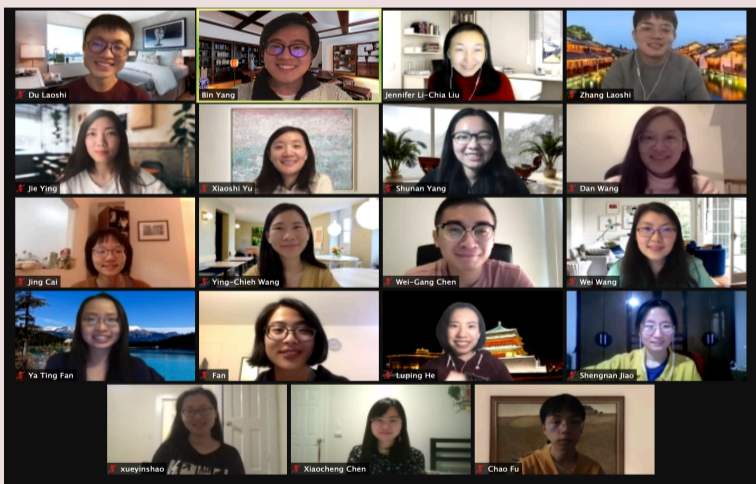 Du Laoshi
Bin Yang
Jennifer Li-Chia Liu
Zhang Laoshi
Jie Ying
Xiaoshi Yu
Shunan Yang
Dan Wang
Jing Cai
Ying-Chieh Wang
Wei-Gang Chen
Wei Wang
Ya Ting Fan
Fan
Luping He
Shengnan Jiao
xueyinshao
Xiaocheng Chen
Chao Fu